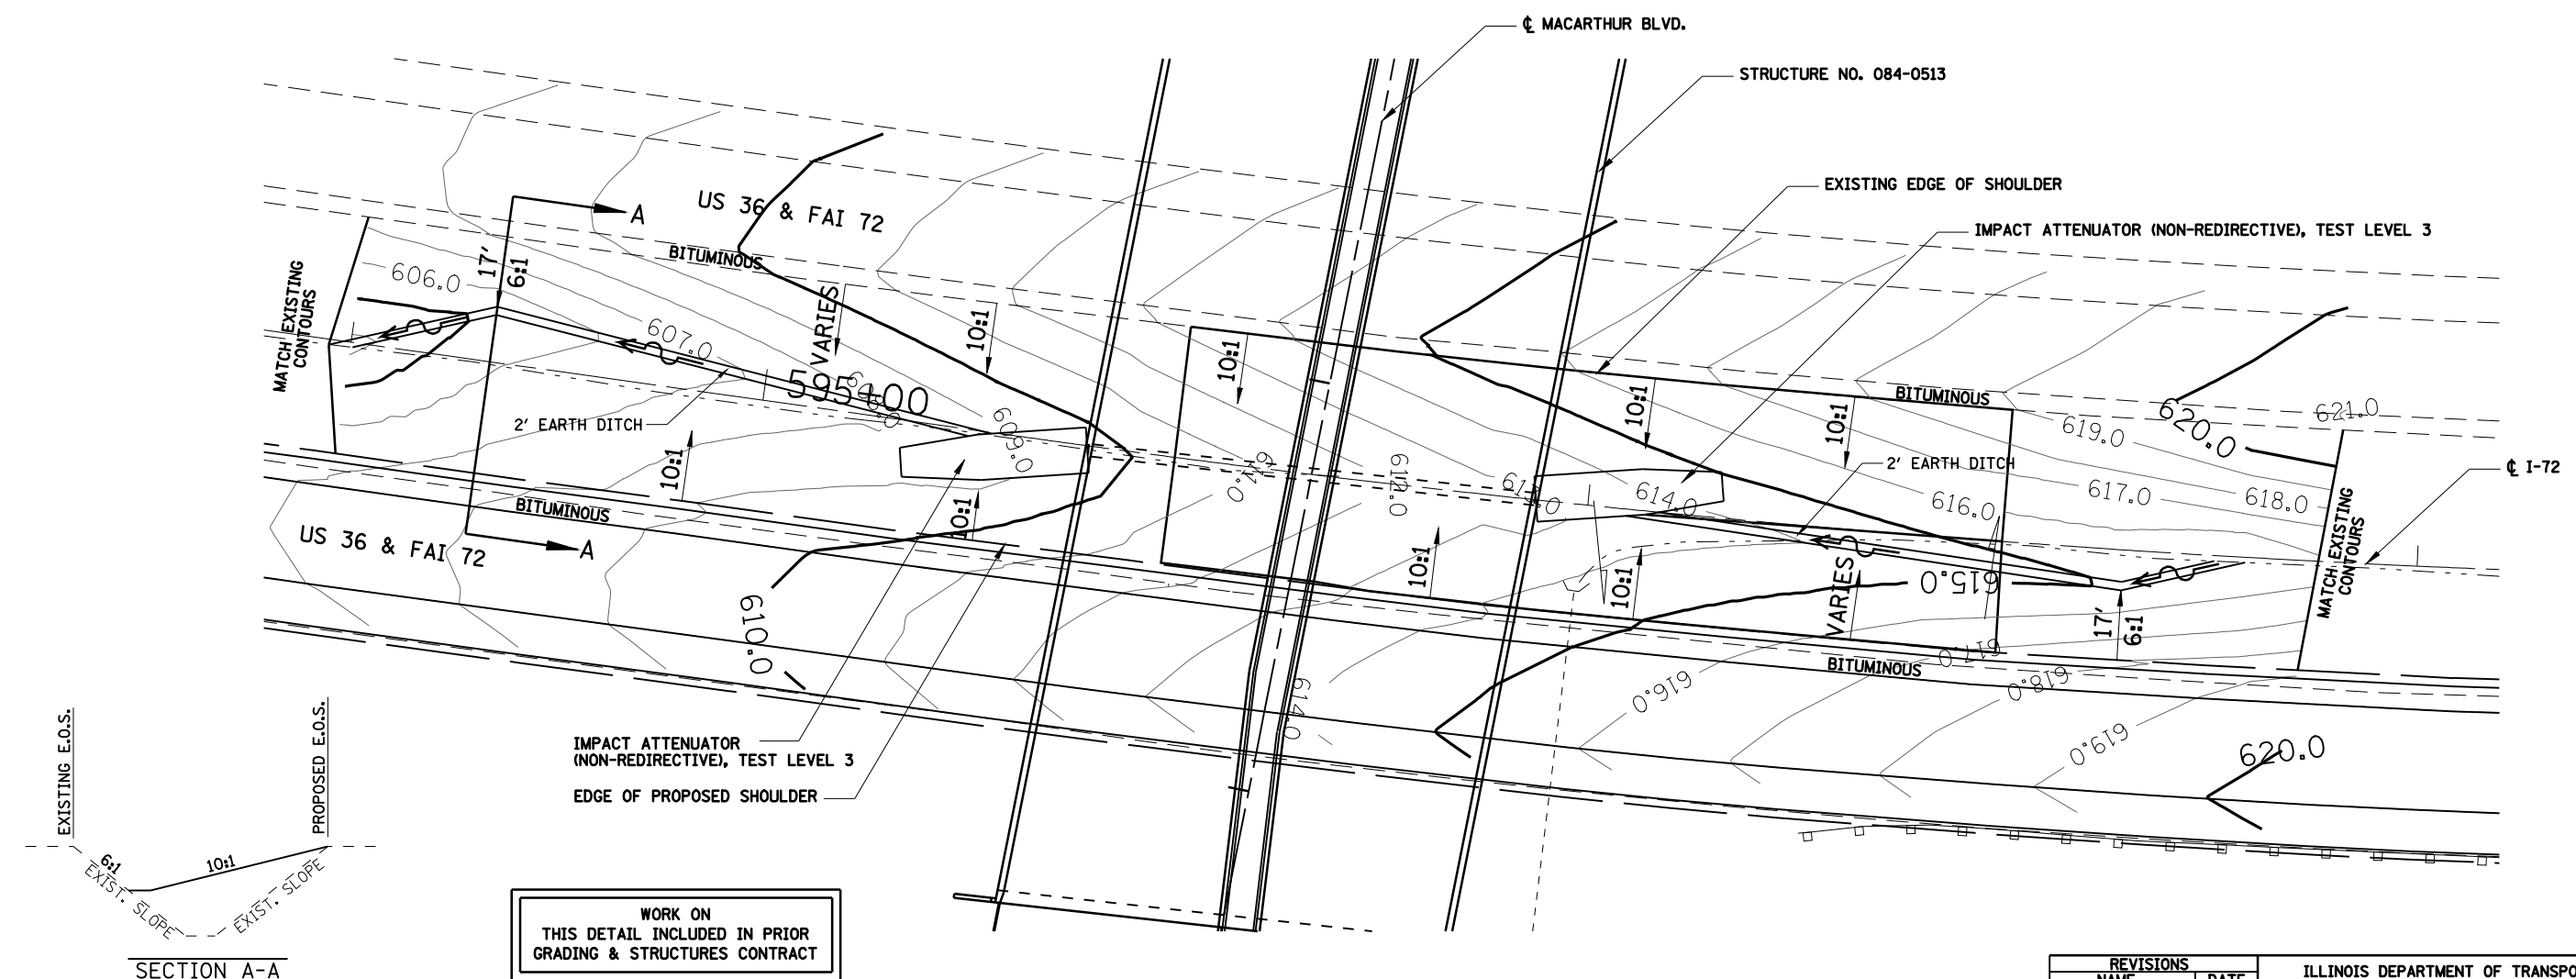 ℄ MACARTHUR BLVD.
STRUCTURE NO. 084-0513
EXISTING EDGE OF SHOULDER
IMPACT ATTENUATOR (NON-REDIRECTIVE), TEST LEVEL 3
A
US 36 & FAI 72
BITUMINOUS
17'
6:1
606.0
MATCH EXISTING
CONTOURS
607.0
VARIES
10:1
595+00
608.0
609.0
2' EARTH DITCH
10:1
10:1
BITUMINOUS
US 36 & FAI 72
A
10:1
611.0
612.0
613.0
614.0
10:1
10:1
BITUMINOUS
2' EARTH DITCH
616.0
617.0
618.0
619.0
620.0
621.0
℄ I-72
MATCH EXISTING
CONTOURS
10:1
10:1
VARIES
615.0
17'
6:1
BITUMINOUS
617.0
618.0
616.0
619.0
620.0
610.0
614.0
IMPACT ATTENUATOR
(NON-REDIRECTIVE), TEST LEVEL 3
EDGE OF PROPOSED SHOULDER
EXISTING E.O.S.
PROPOSED E.O.S.
6:1
10:1
EXIST. SLOPE
EXIST. SLOPE
SECTION A-A
WORK ON
THIS DETAIL INCLUDED IN PRIOR
GRADING & STRUCTURES CONTRACT
REVISIONS
NAME DATE
ILLINOIS DEPARTMENT OF TRANSPO